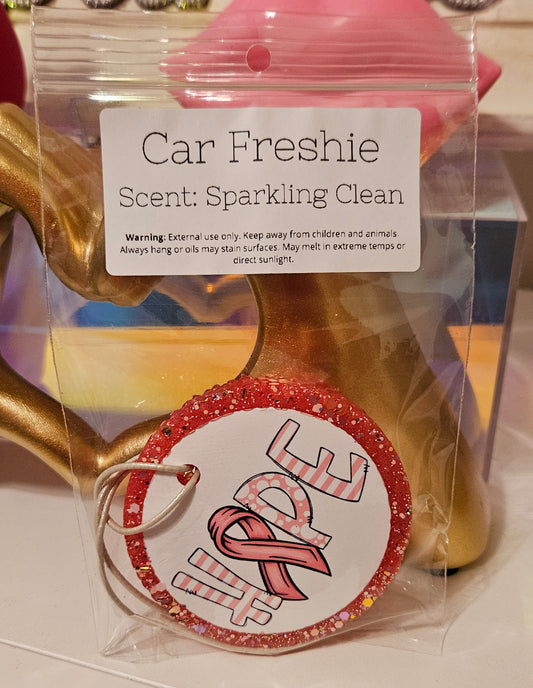 Car Freshie
Scent: Sparkling Clean
Warning: External use only. Keep away from children and animals.
Always hang or oils may stain surfaces. May melt in extreme temps or
direct sunlight.
HOPE